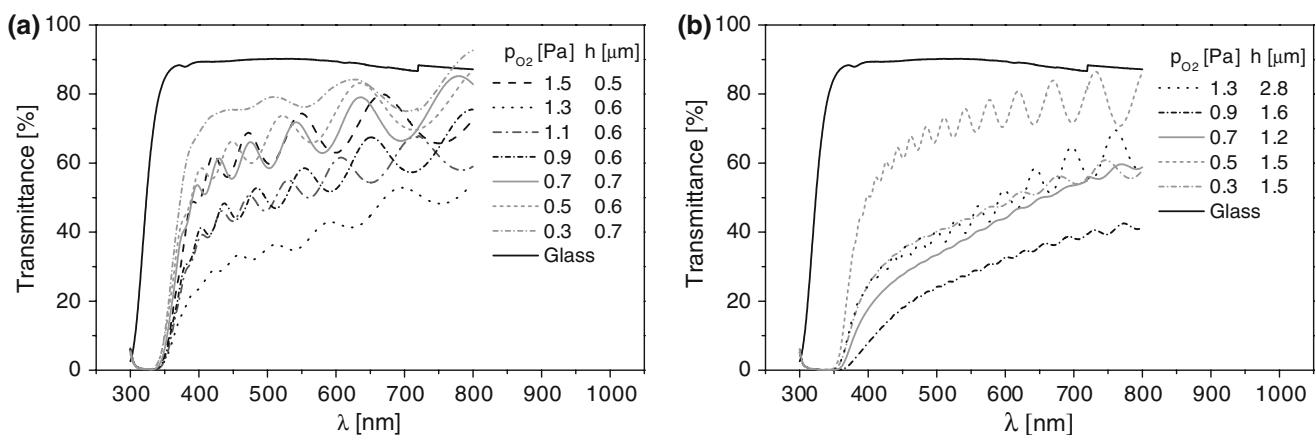 (a)
100
80
60
40
20
0
Transmittance [%]
300 400 500 600 700 800 900 1000
λ [nm]
pO2 [Pa] h [μm]
1.5 0.5
1.3 0.6
1.1 0.6
0.9 0.6
0.7 0.7
0.5 0.6
0.3 0.7
Glass
(b)
100
80
60
40
20
0
Transmittance [%]
300 400 500 600 700 800 900 1000
λ [nm]
pO2 [Pa] h [μm]
1.3 2.8
0.9 1.6
0.7 1.2
0.5 1.5
0.3 1.5
Glass